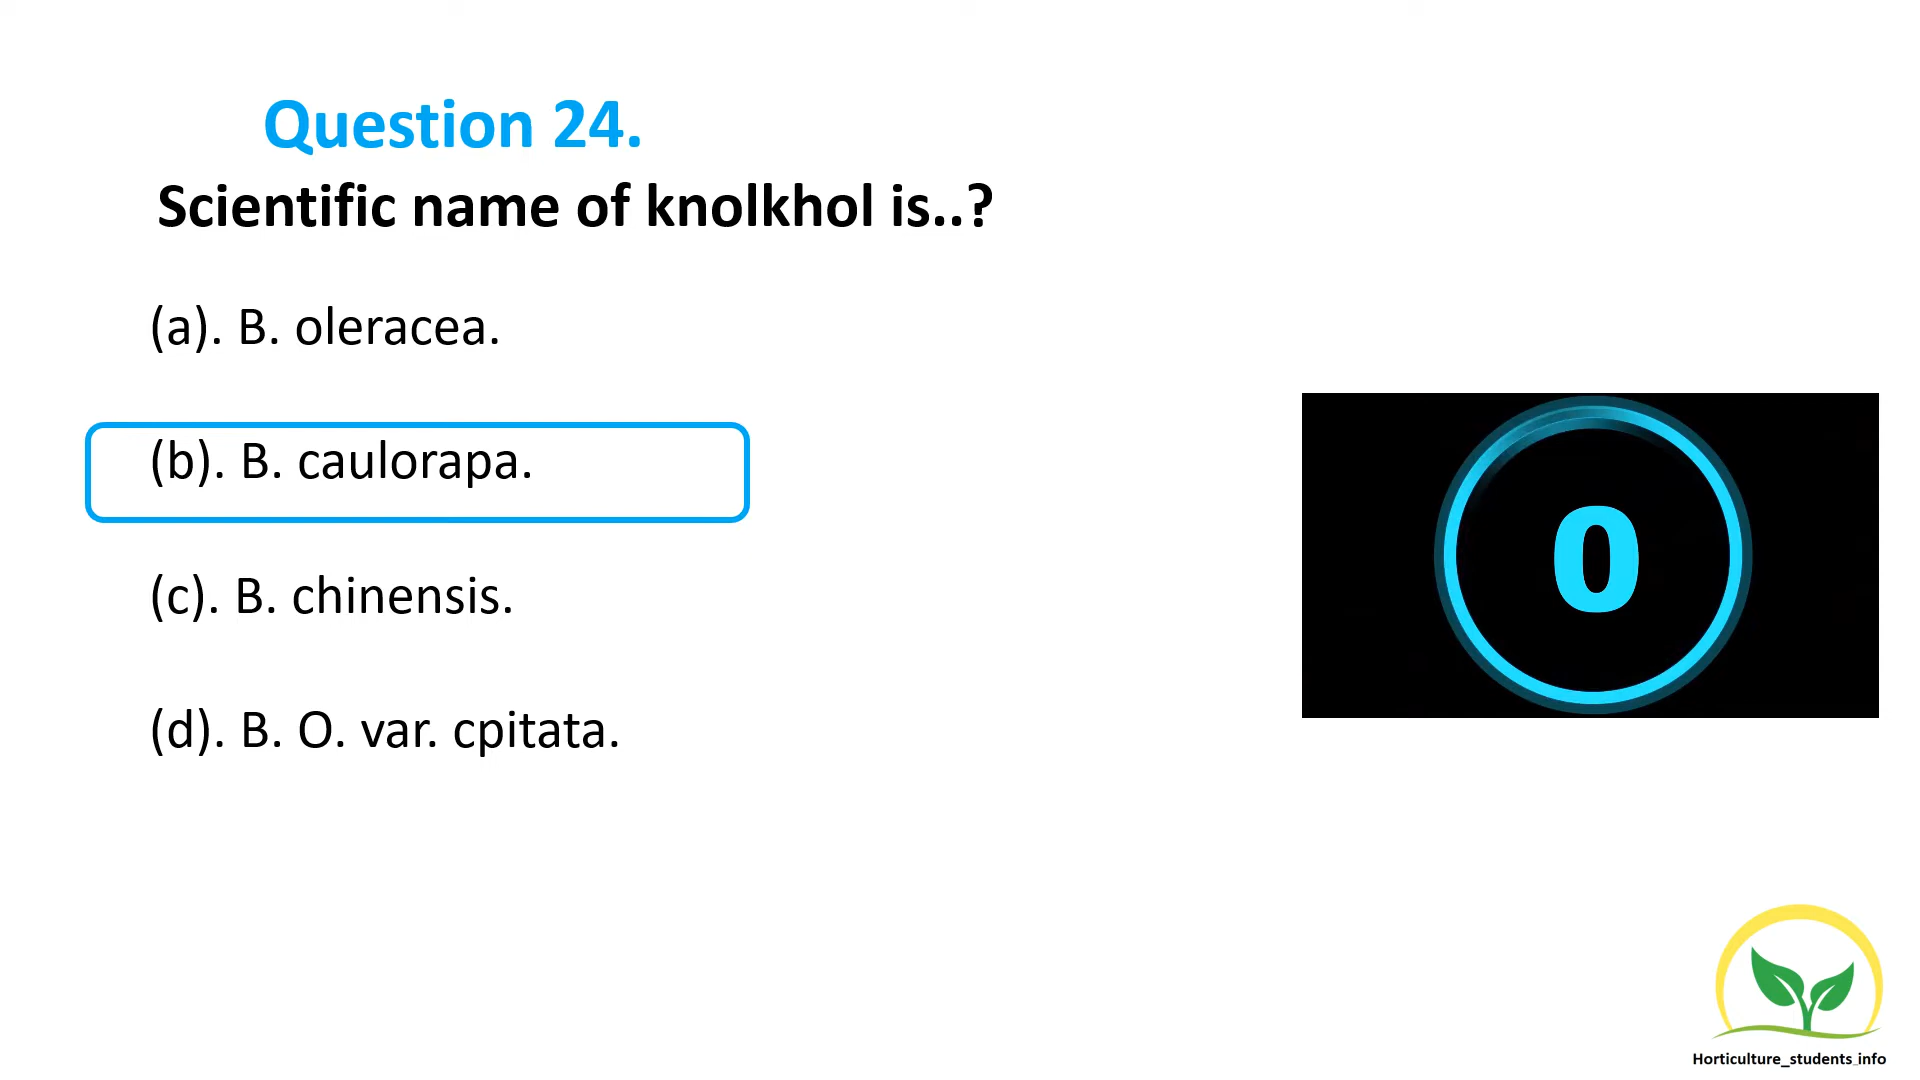 Question 24.
Scientific name of knolkhol is..?
(a). B. oleracea.
(b). B. caulorapa.
(c). B. chinensis.
(d). B. O. var. cpitata.
0
Horticulture_students_info